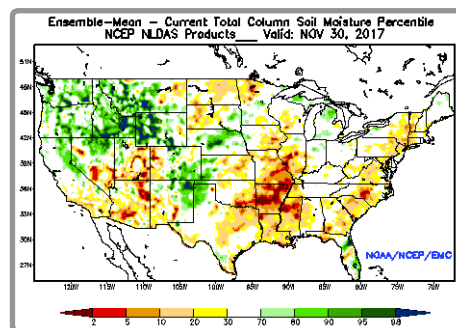 Ensemble-Mean - Current Total Column Soil Moisture Percentile
NCEP NLDAS Products___ Valid: NOV 30, 2017
51N
48N
45N
42N
39N
36N
33N
30N
27N
120W 115W 110W 105W 100W 95W 90W 85W 80W 75W 70W
NOAA/NCEP/EMC
2 5 10 20 30 70 80 90 95 98